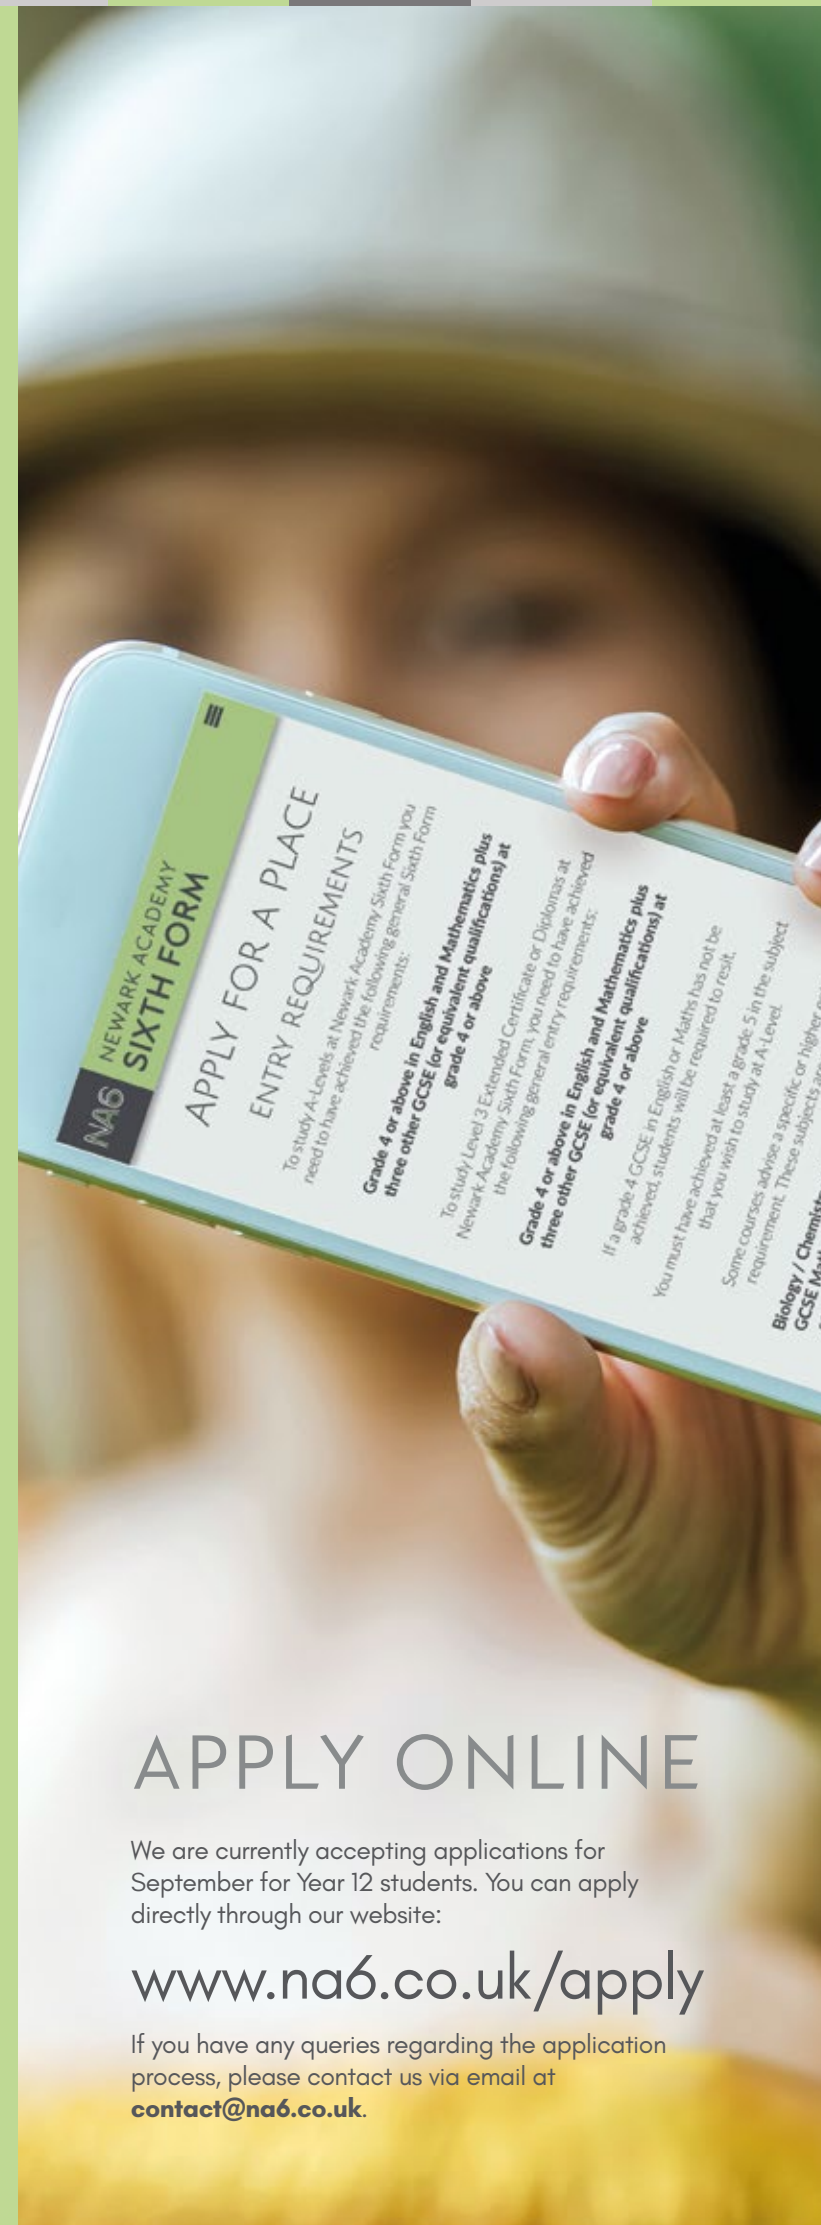 NA6
NEWARK ACADEMY
SIXTH FORM
APPLY FOR A PLACE
ENTRY REQUIREMENTS
To study A-Levels at Newark Academy Sixth Form you
need to have achieved the following general Sixth Form
requirements:
Grade 4 or above in English and Mathematics plus
three other GCSE (or equivalent qualifications) at
grade 4 or above
To study Level 3 Extended Certificate or Diplomas at
Newark Academy Sixth Form, you need to have achieved
the following general entry requirements:
Grade 4 or above in English and Mathematics plus
three other GCSE (or equivalent qualifications) at
grade 4 or above
If a grade 4 GCSE in English or Maths has not be
achieved, students will be required to resit.
You must have achieved at least a grade 5 in the subject
that you wish to study at A-Level.
Some courses advise a specific or higher
requirement. These subjects are
Biology / Chemist
GCSE
APPLY ONLINE
We are currently accepting applications for
September for Year 12 students. You can apply
directly through our website:
www.na6.co.uk/apply
If you have any queries regarding the application
process, please contact us via email at
contact@na6.co.uk.